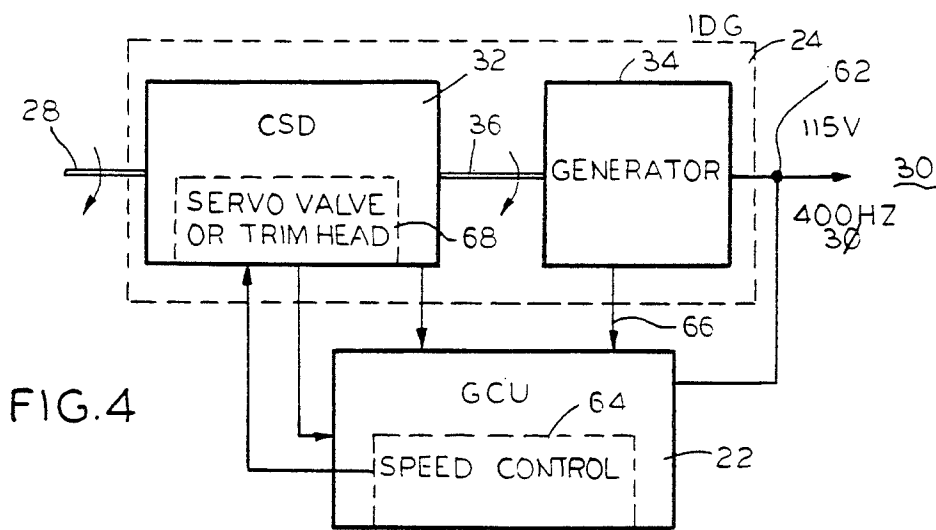 IDG
24
32
34
62
28
CSD
36
115V
GENERATOR
30
SERVO VALVE
OR TRIM HEAD
68
400HZ
3Ø
66
GCU
FIG.4
64
SPEED CONTROL
22